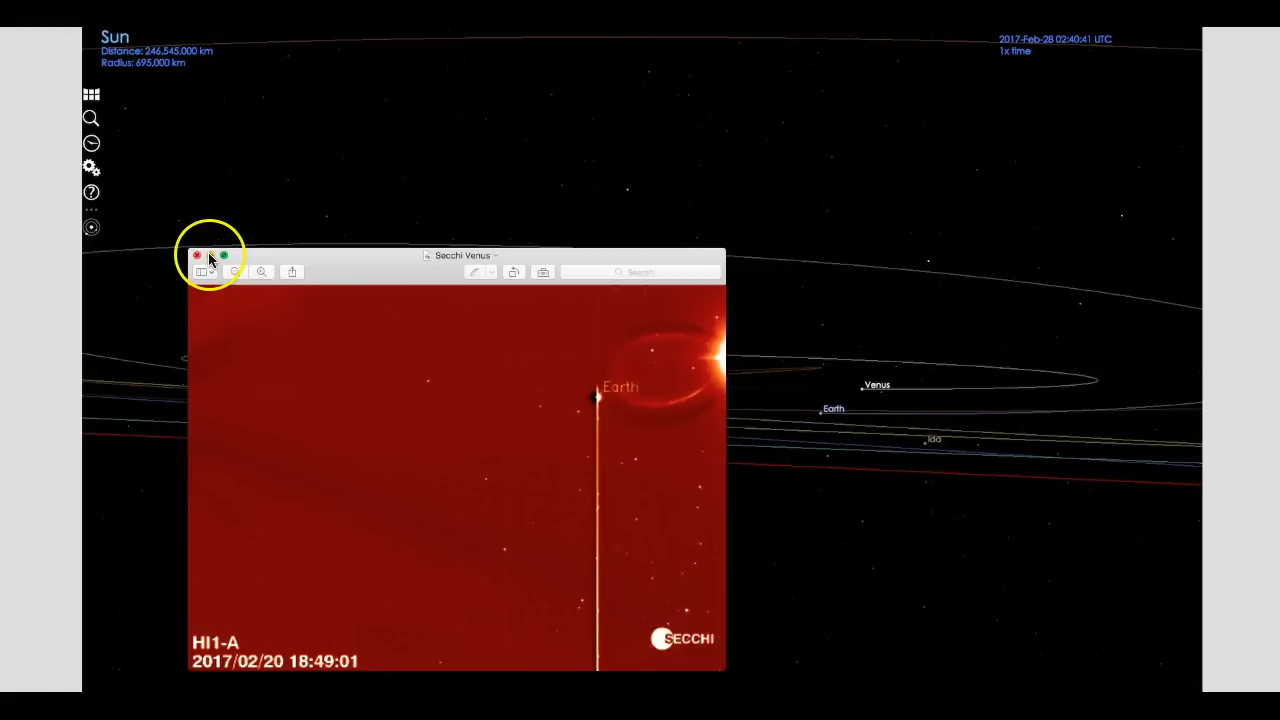 Sun
Distance: 246,545,000 km
Radius: 695,000 km
2017-Feb-28 02:40:41 UTC
1x time
Secchi Venus
Search
Earth
Venus
Earth
Ida
HI1-A
2017/02/20 18:49:01
SECCHI